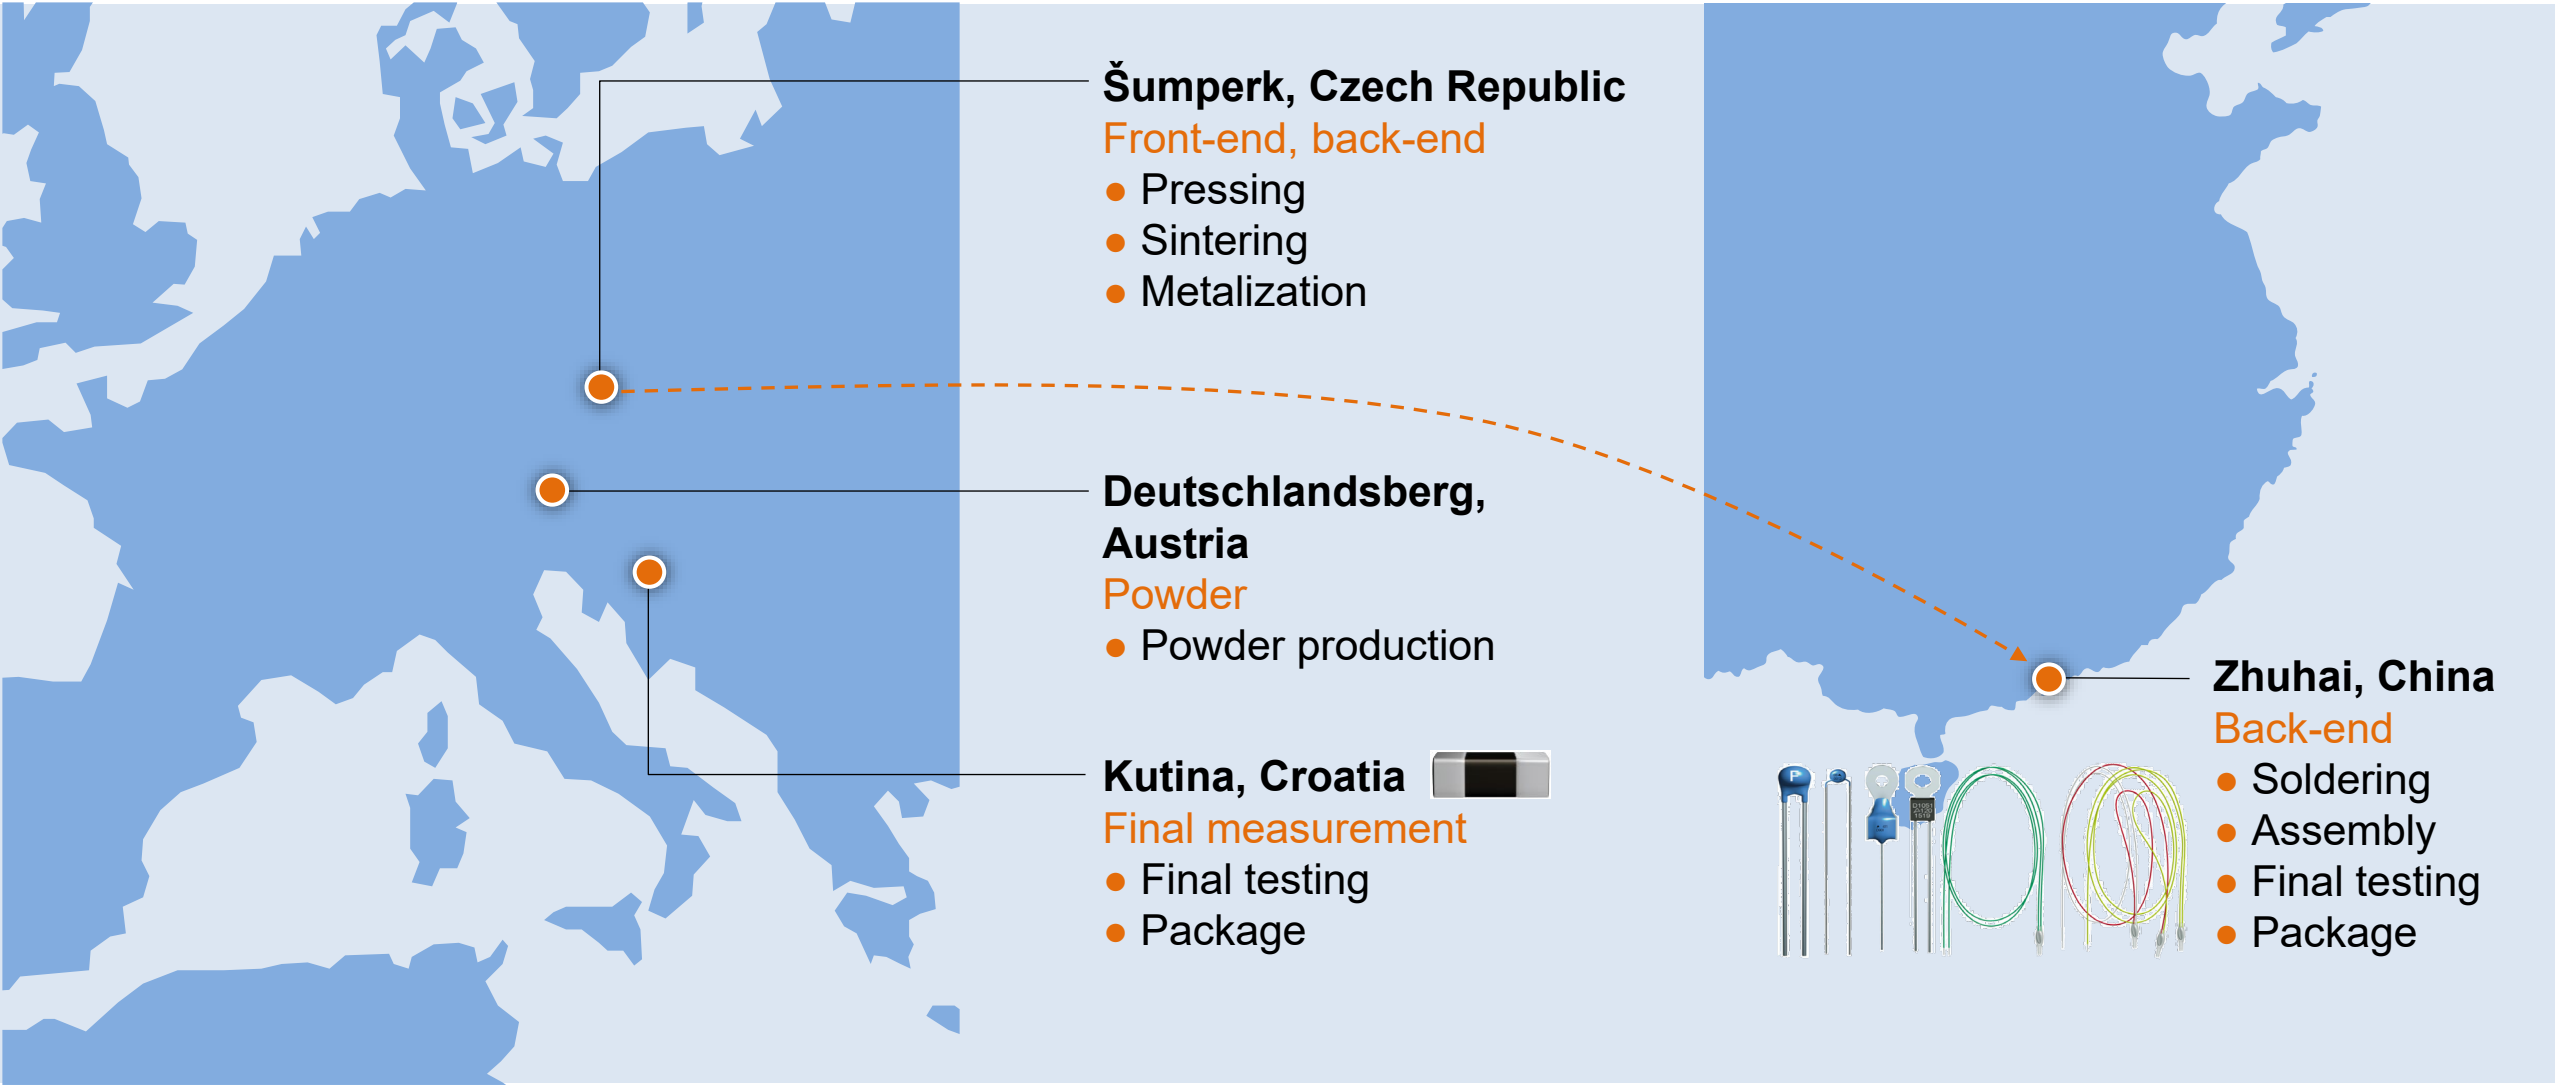 Šumperk, Czech Republic
Front-end, back-end
● Pressing
● Sintering
● Metalization
Deutschlandsberg,
Austria
Powder
● Powder production
Kutina, Croatia
Final measurement
● Final testing
● Package
Zhuhai, China
Back-end
● Soldering
● Assembly
● Final testing
● Package
P